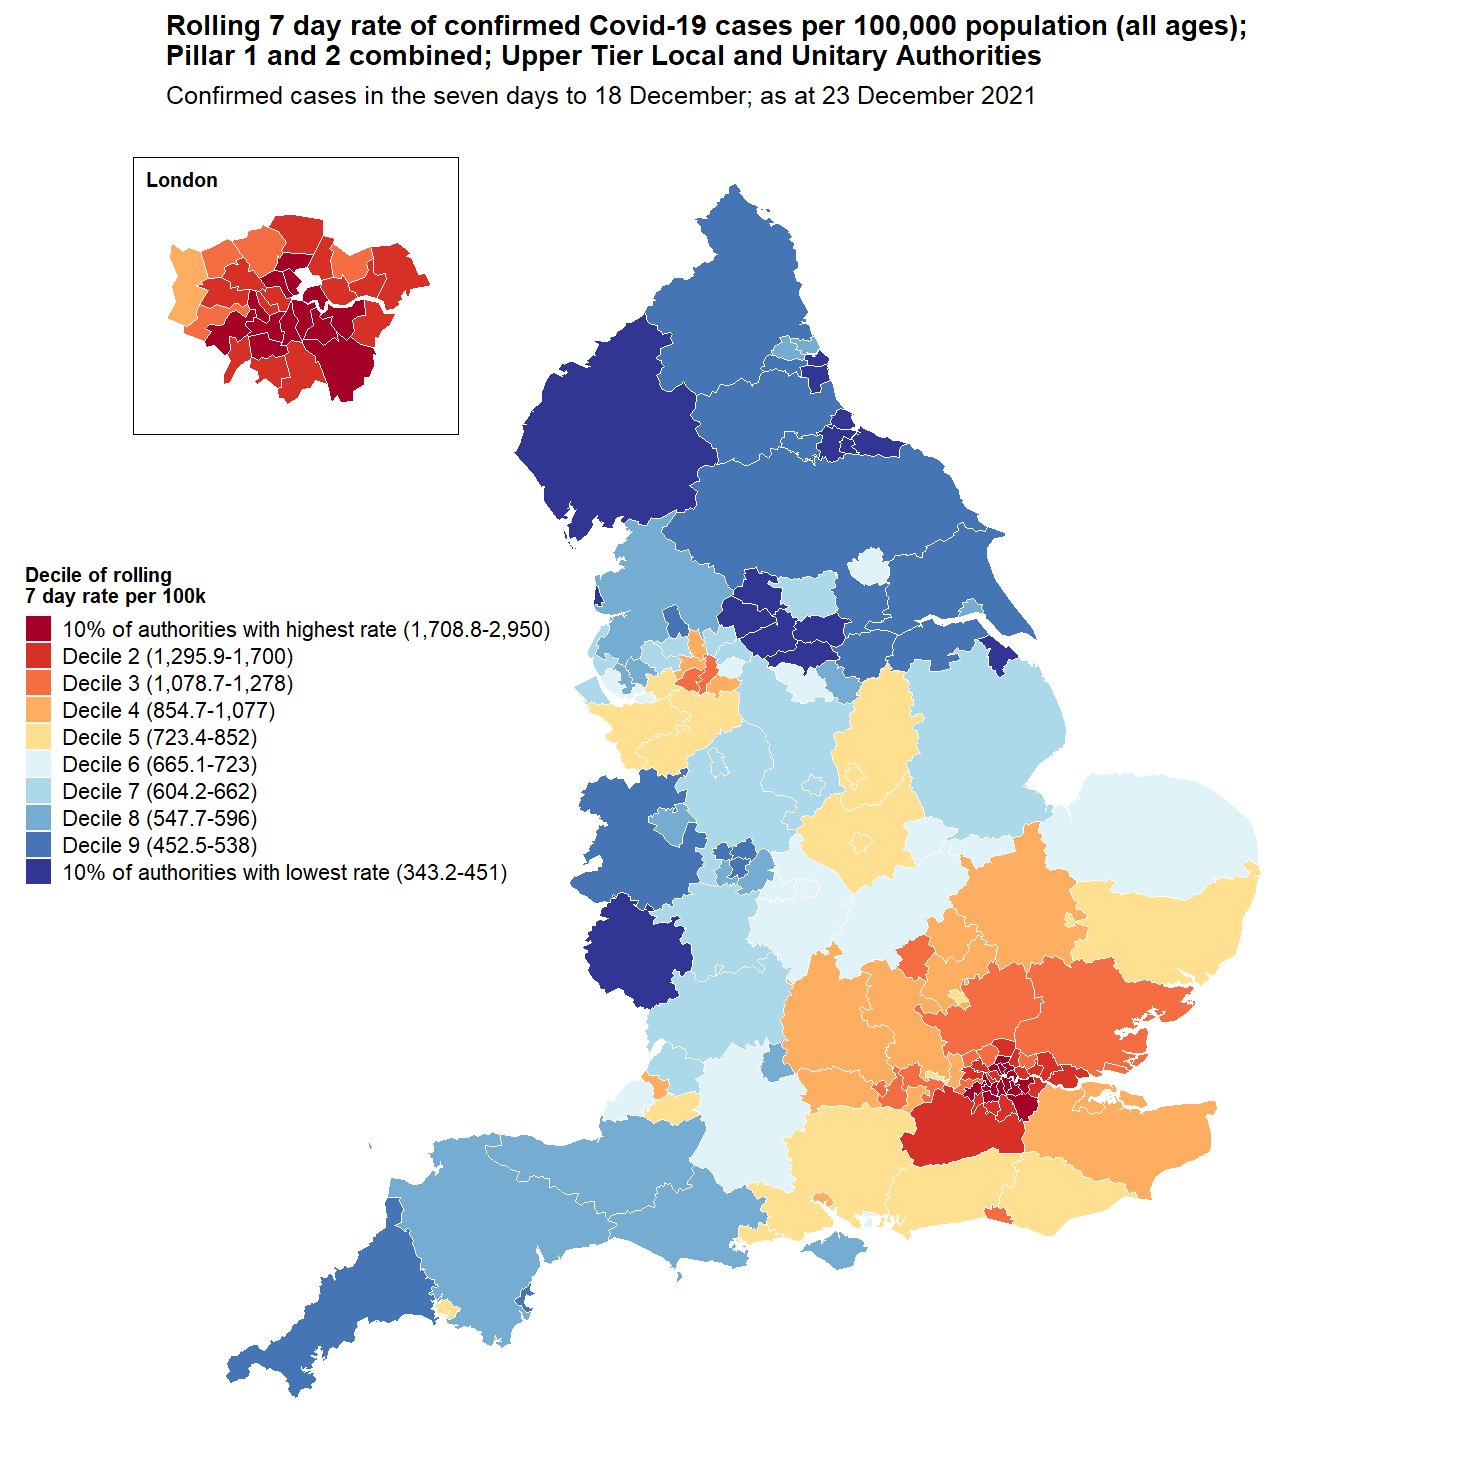 Rolling 7 day rate of confirmed Covid-19 cases per 100,000 population (all ages);
Pillar 1 and 2 combined; Upper Tier Local and Unitary Authorities
Confirmed cases in the seven days to 18 December; as at 23 December 2021
London
Decile of rolling
7 day rate per 100k
10% of authorities with highest rate (1,708.8-2,950)
Decile 2 (1,295.9-1,700)
Decile 3 (1,078.7-1,278)
Decile 4 (854.7-1,077)
Decile 5 (723.4-852)
Decile 6 (665.1-723)
Decile 7 (604.2-662)
Decile 8 (547.7-596)
Decile 9 (452.5-538)
10% of authorities with lowest rate (343.2-451)